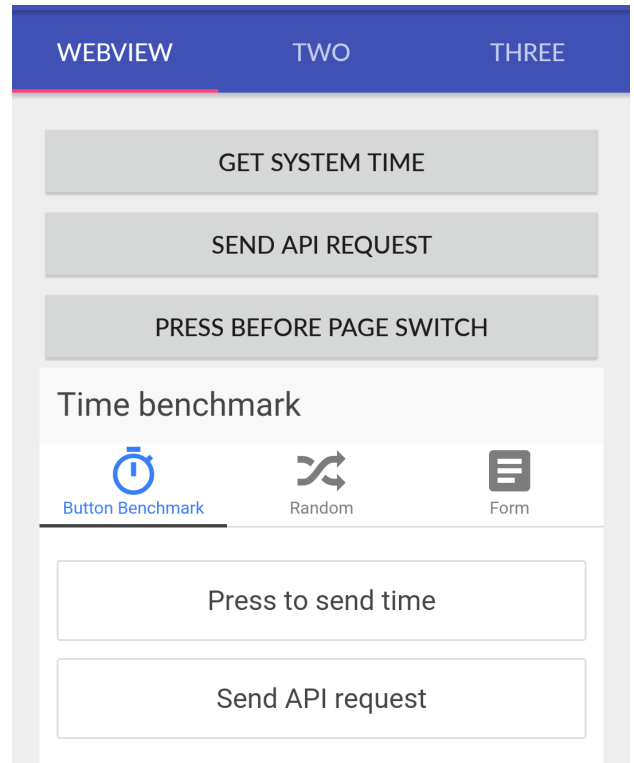 WEBVIEW TWO THREE
GET SYSTEM TIME
SEND API REQUEST
PRESS BEFORE PAGE SWITCH
Time benchmark
Button Benchmark Random Form
Press to send time
Send API request